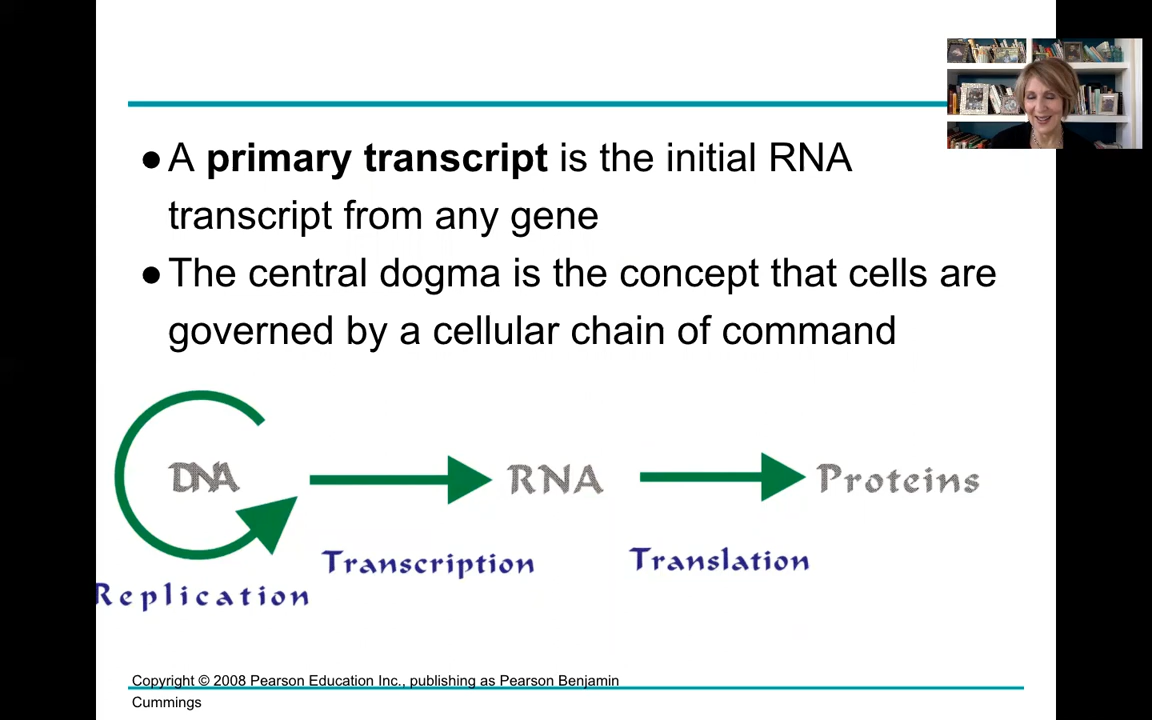 ● A primary transcript is the initial RNA
transcript from any gene
● The central dogma is the concept that cells are
governed by a cellular chain of command
DNA
RNA
Proteins
Transcription
Translation
Replication
Copyright © 2008 Pearson Education Inc., publishing as Pearson Benjamin
Cummings